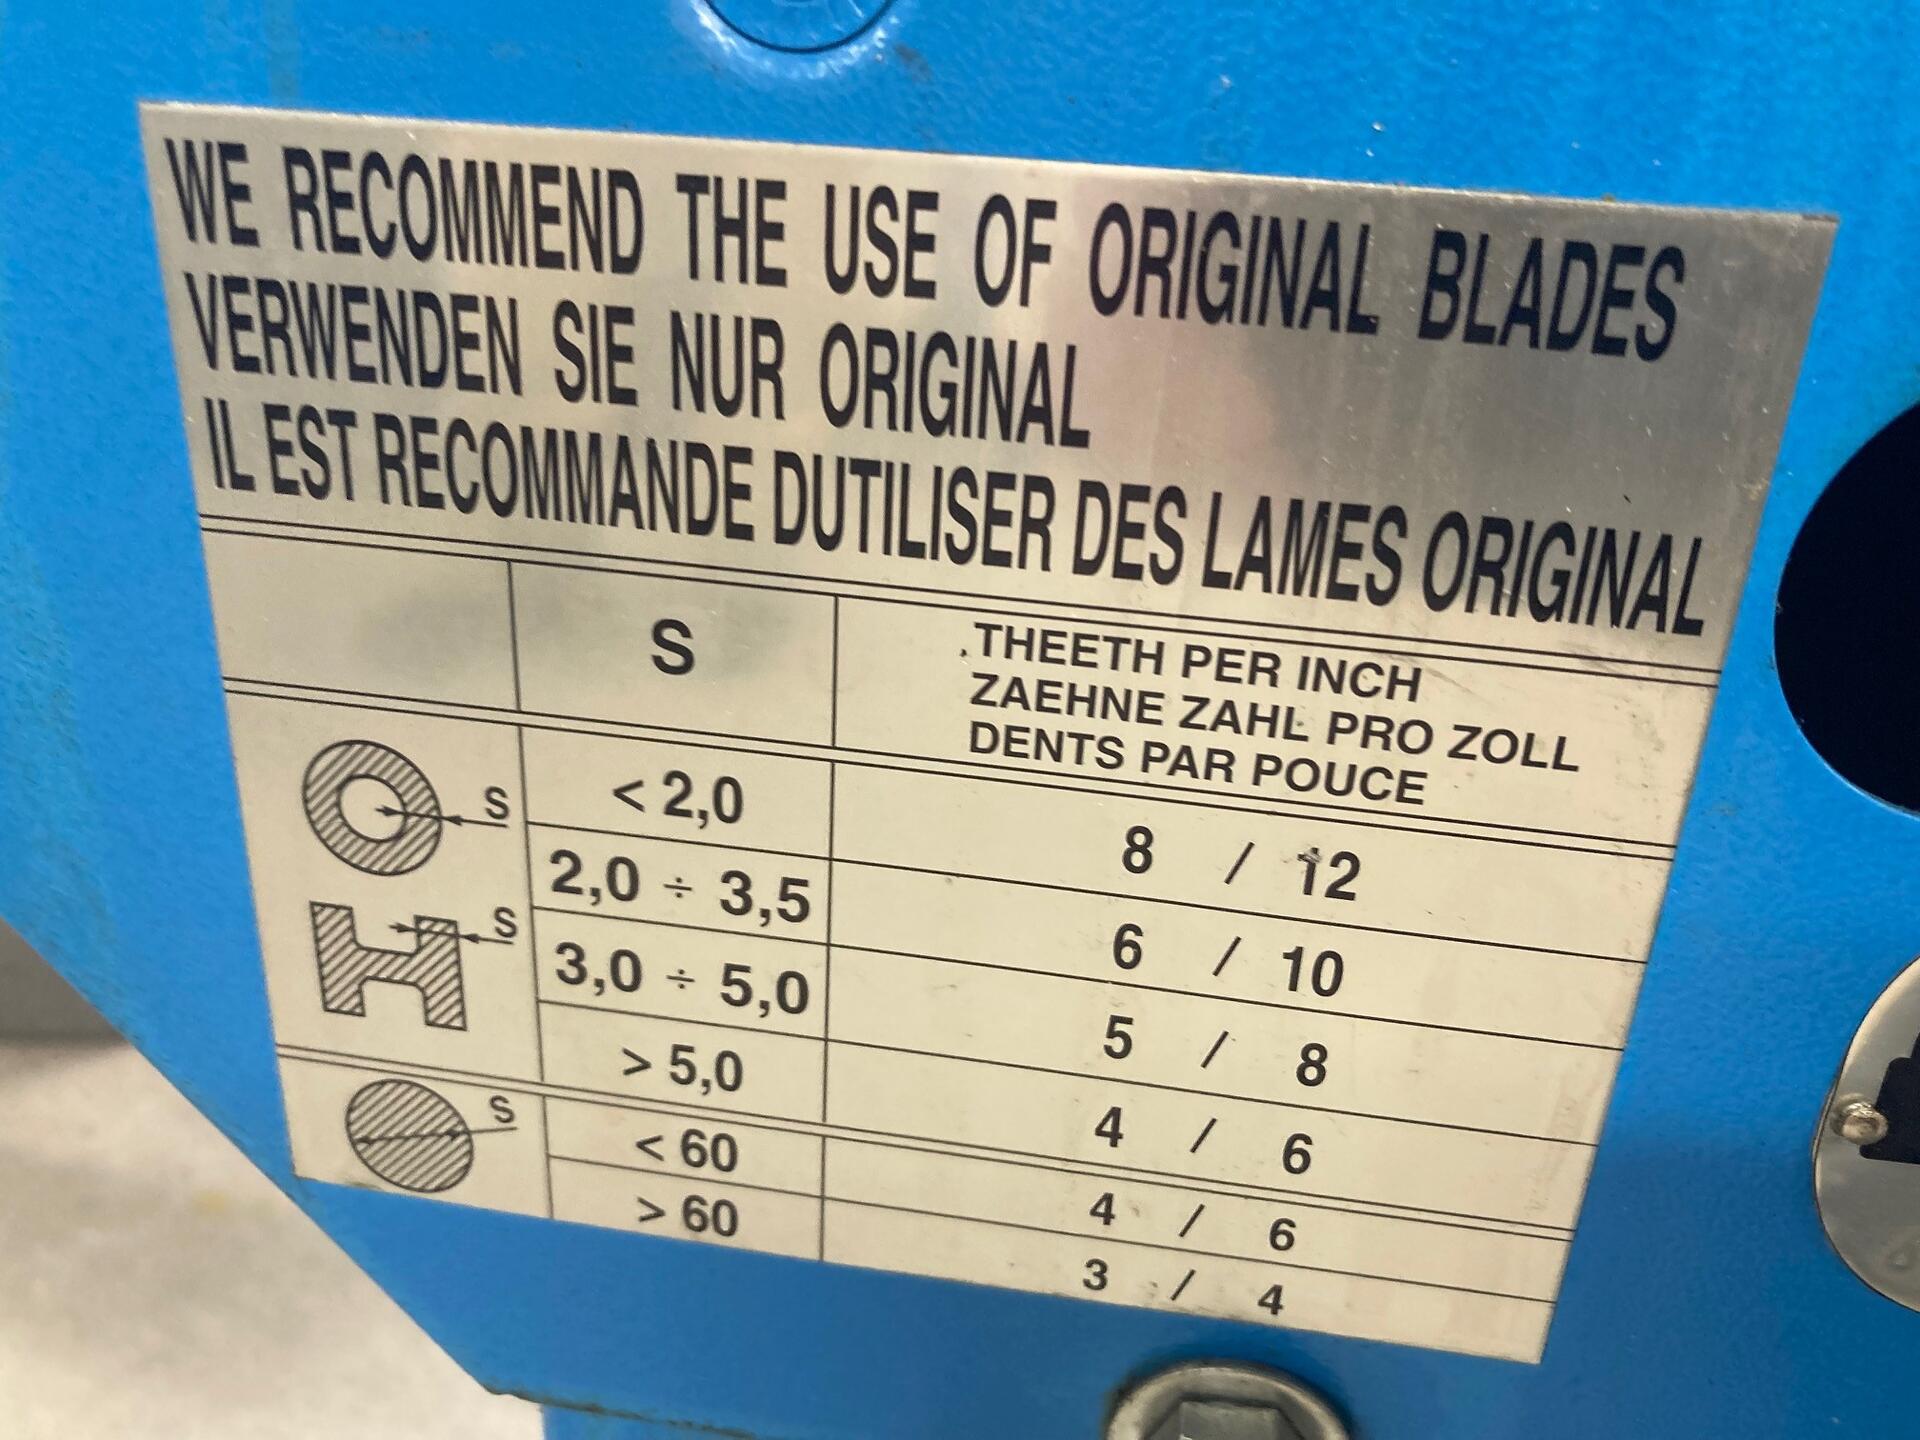 WE RECOMMEND THE USE OF ORIGINAL BLADES
VERWENDEN SIE NUR ORIGINAL
IL EST RECOMMANDE DUTILISER DES LAMES ORIGINAL
S
THEETH PER INCH
ZAEHNE ZAHL PRO ZOLL
DENTS PAR POUCE
S
< 2,0 8 / 12
2,0 ÷ 3,5 6 / 10
S
3,0 ÷ 5,0 5 / 8
> 5,0 4 / 6
S
< 60 4 / 6
> 60 3 / 4